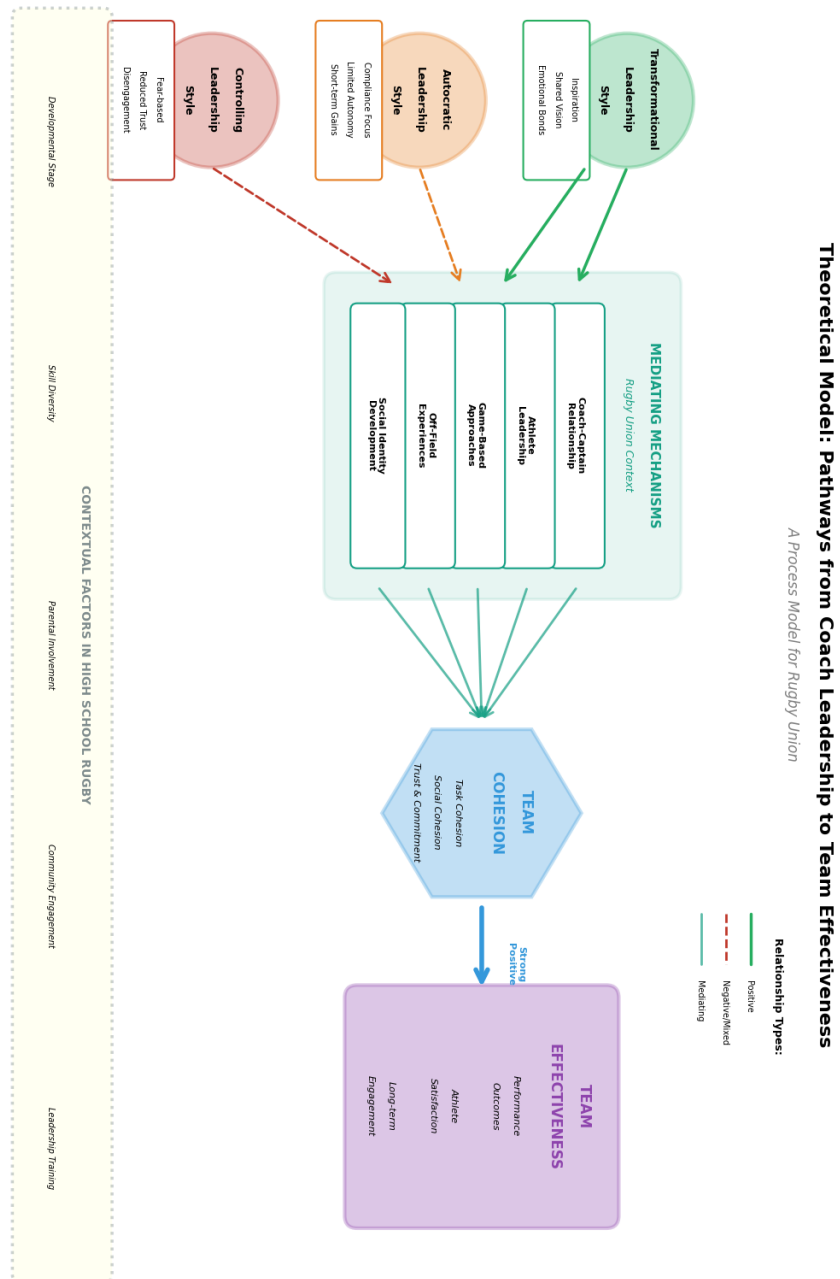 Theoretical Model: Pathways from Coach Leadership to Team Effectiveness
A Process Model for Rugby Union
Relationship Types:
Positive
Negative/Mixed
Mediating
Transformational
Leadership
Style
Inspiration
Shared Vision
Emotional Bonds
Autocratic
Leadership
Style
Compliance Focus
Limited Autonomy
Short-term Gains
Controlling
Leadership
Style
Fear-based
Reduced Trust
Disengagement
MEDIATING MECHANISMS
Rugby Union Context
Coach-Captain
Relationship
Athlete
Leadership
Game-Based
Approaches
Off-Field
Experiences
Social Identity
Development
TEAM
COHESION
Task Cohesion
Social Cohesion
Trust & Commitment
Strong
Positive
TEAM
EFFECTIVENESS
Performance
Outcomes
Athlete
Satisfaction
Long-term
Engagement
CONTEXTUAL FACTORS IN HIGH SCHOOL RUGBY
Developmental Stage
Skill Diversity
Parental Involvement
Community Engagement
Leadership Training